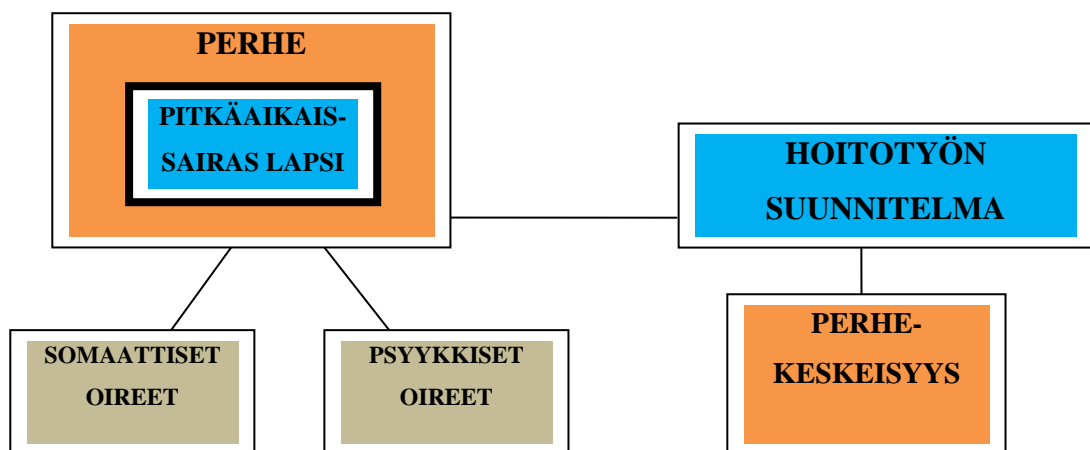 PERHE
PITKÄAIKAIS-
SAIRAS LAPSI
HOITOTYÖN
SUUNNITELMA
SOMAATTISET
OIREET
PSYYKKISET
OIREET
PERHE-
KESKEISYYS